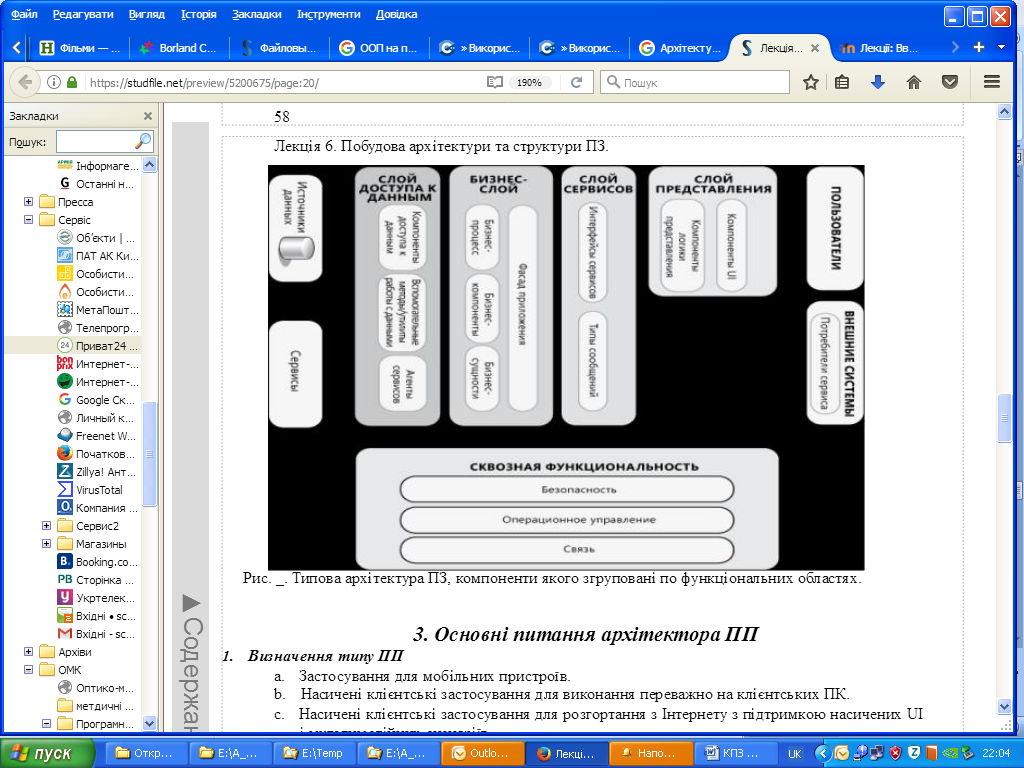 Файл Редагувати Вигляд Історія Закладки Інструменти Довідка
Фільми — ... Borland C... Файловы... ООП на п... » Викорис... » Викорис... Архітекту... Лекція... Лекції: Вв...
https://studfile.net/preview/5200675/page:20/ 190% Пошук
Закладки
Пошук:
Інформаге...
Останні н...
Пресса
Сервіс
Об'єкти | ...
ПАТ АК Ки...
Особисти...
Особисти...
МетаПошт...
Телепрогр...
Приват24 ...
Интернет-...
Интернет-...
Google Ск...
Личный к...
Freenet W...
Початков...
Zillya! Ант...
VirusTotal
Компания ...
Сервис2
Магазины
Booking.co...
Сторінка ...
Укртелек...
Вхідні • sc...
Вхідні - sc...
Архіви
ОМК
Оптико-м...
метдичні ...
Програмн...
▲ Содержан
58
Лекція 6. Побудова архітектури та структури ПЗ.
Источники
данных
Сервисы
СЛОЙ
ДОСТУПА К
ДАННЫМ
Компоненты
доступа к
данным
Вспомогательные
методы/утилиты
работы с данными
Агенты
сервисов
БИЗНЕС-
СЛОЙ
Бизнес-
процесс
Бизнес-
компоненты
Бизнес-
сущности
Фасад приложения
СЛОЙ
СЕРВИСОВ
Интерфейсы сервисов
Типы сообщений
СЛОЙ
ПРЕДСТАВЛЕНИЯ
Компоненты
логики
представления
Компоненты UI
ПОЛЬЗОВАТЕЛИ
ВНЕШНИЕ СИСТЕМЫ
Потребители сервиса
СКВОЗНАЯ ФУНКЦИОНАЛЬНОСТЬ
Безопасность
Операционное управление
Связь
Рис. _. Типова архітектура ПЗ, компоненти якого згруповані по функціональних областях.
3. Основні питання архітектора ПП
1. Визначення типу ПП
a. Застосування для мобільних пристроїв.
b. Насичені клієнтські застосування для виконання переважно на клієнтських ПК.
c. Насичені клієнтські застосування для розгортання з Інтернету з підтримкою насичених UI
пуск Откр... E:\A_... E:\Temp E:\A_... Outlo... Лекці... Напо... КПЗ ... UK 22:04